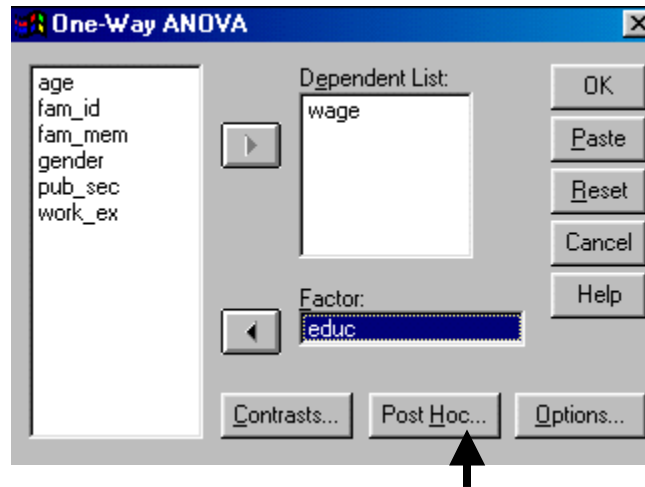 One-Way ANOVA
age
fam_id
fam_mem
gender
pub_sec
work_ex
Dependent List:
wage
Factor:
educ
OK
Paste
Reset
Cancel
Help
Contrasts...
Post Hoc...
Options...